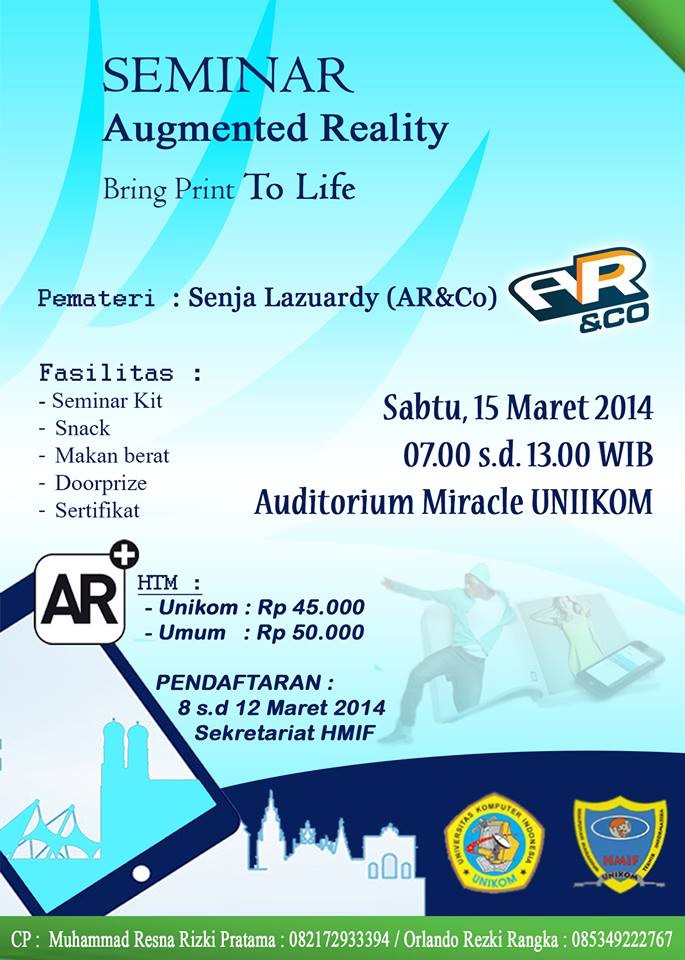 SEMINAR
Augmented Reality
Bring Print To Life
Pemateri : Senja Lazuardy (AR&Co)
AR
&CO
Fasilitas :
- Seminar Kit
- Snack
- Makan berat
- Doorprize
- Sertifikat
Sabtu, 15 Maret 2014
07.00 s.d. 13.00 WIB
Auditorium Miracle UNIIKOM
AR+
HTM :
- Unikom : Rp 45.000
- Umum : Rp 50.000
PENDAFTARAN :
8 s.d 12 Maret 2014
Sekretariat HMIF
UNIVERSITAS KOMPUTER INDONESIA
UNIKOM
HMIF
UNIKOM
CP : Muhammad Resna Rizki Pratama : 082172933394 / Orlando Rezki Rangka : 085349222767